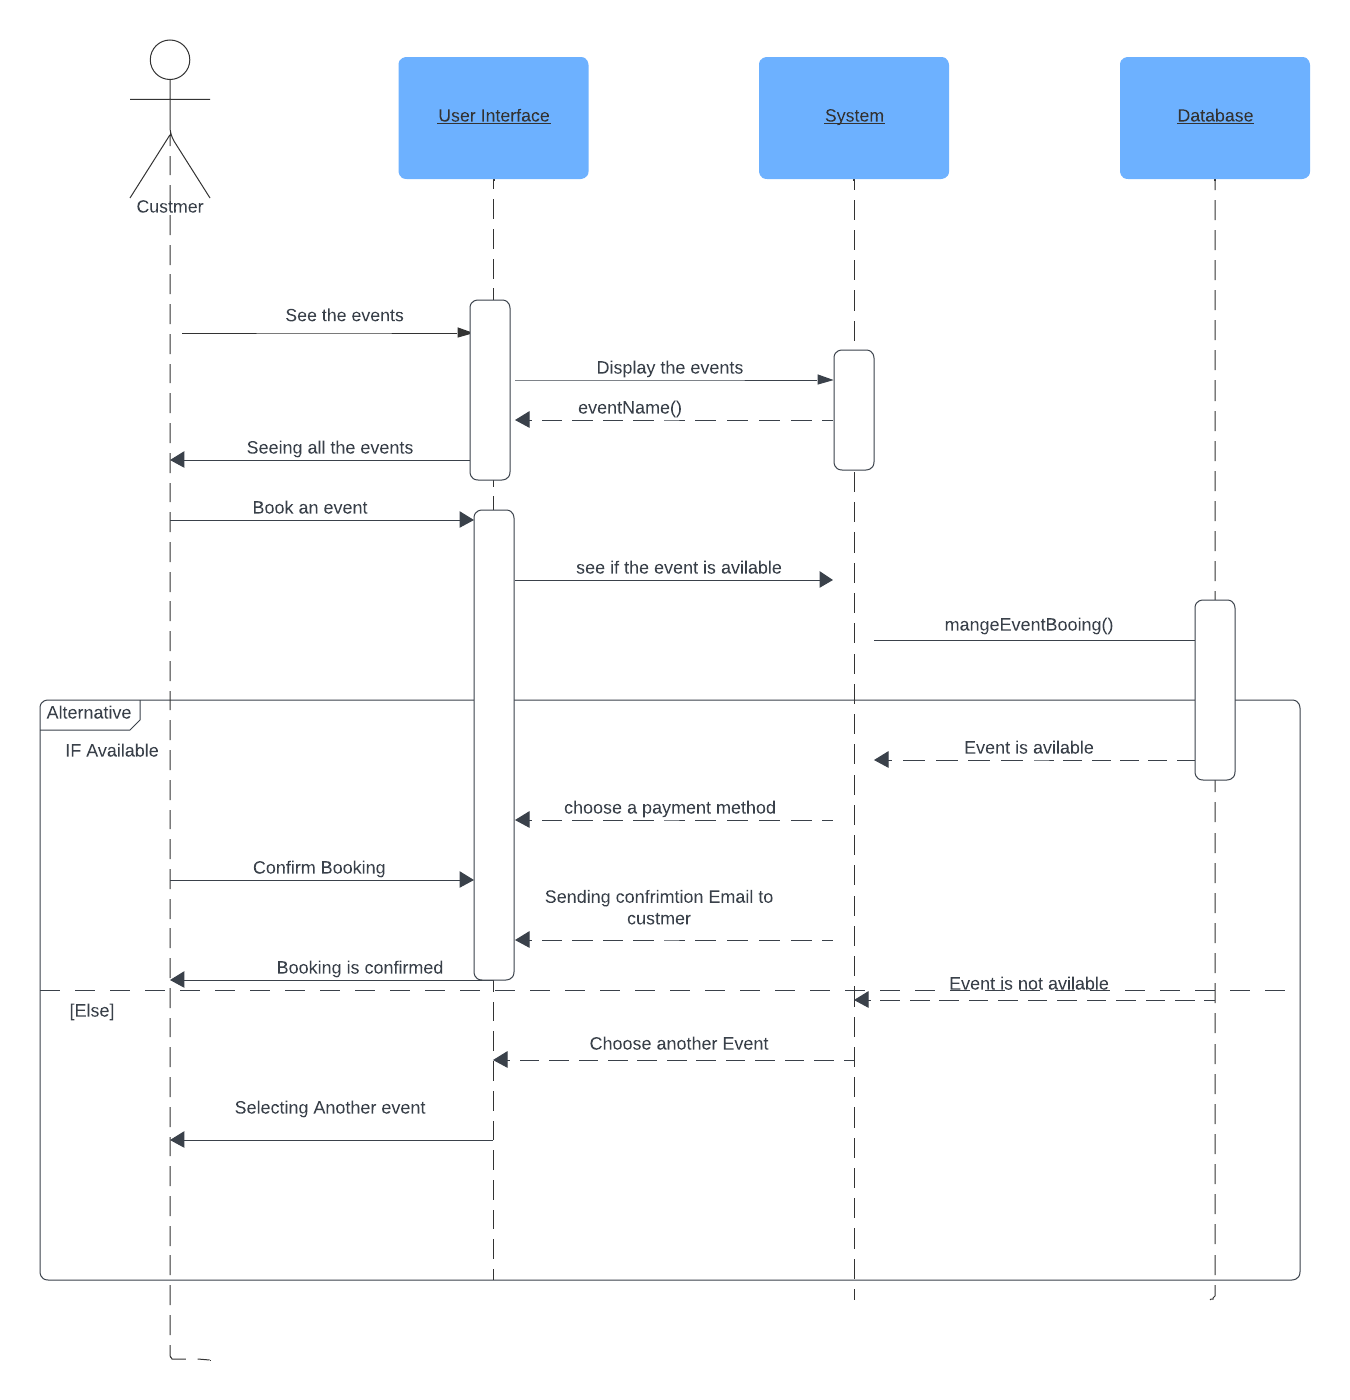 User Interface
System
Database
Custmer
See the events
Display the events
eventName()
Seeing all the events
Book an event
see if the event is avilable
mangeEventBooing()
Alternative
IF Available
Event is avilable
choose a payment method
Confirm Booking
Sending confrimtion Email to
custmer
Booking is confirmed
Event is not avilable
[Else]
Choose another Event
Selecting Another event